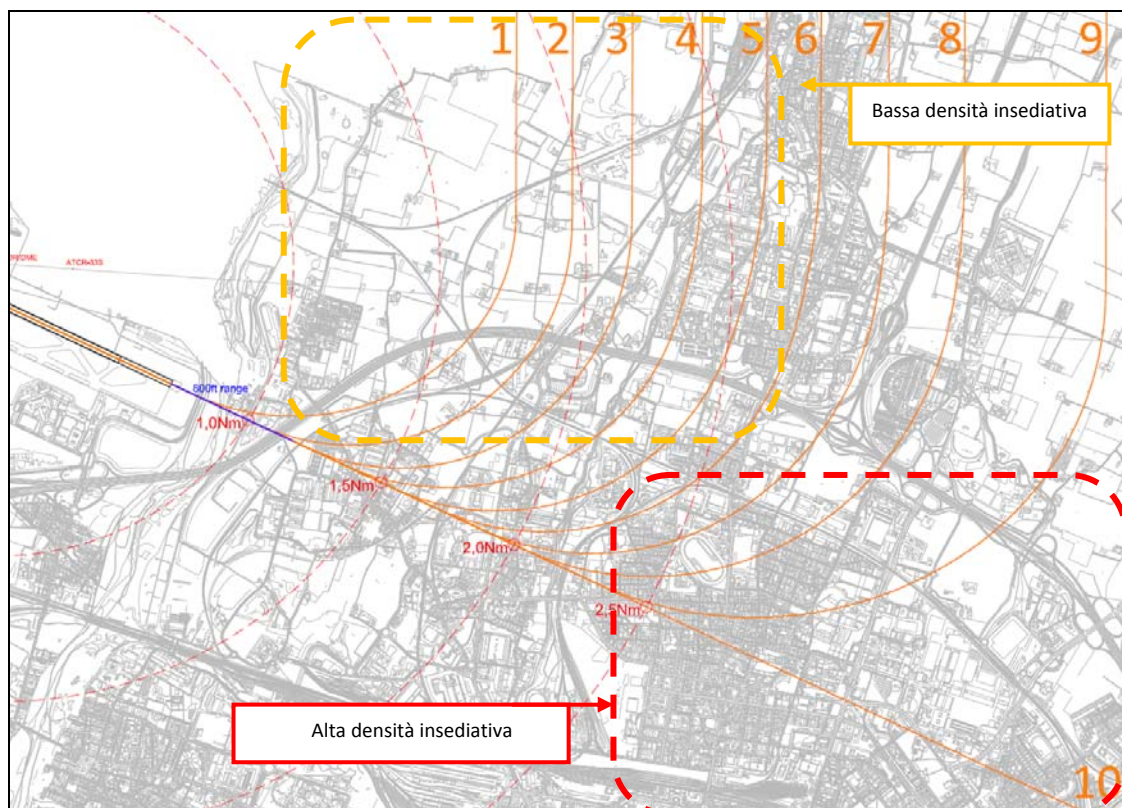 1 2 3 4 5 6 7 8 9
Bassa densità insediativa
ATCR-33S
600ft range
1,0Nm
1,5Nm
2,0Nm
2,5Nm
Alta densità insediativa
10